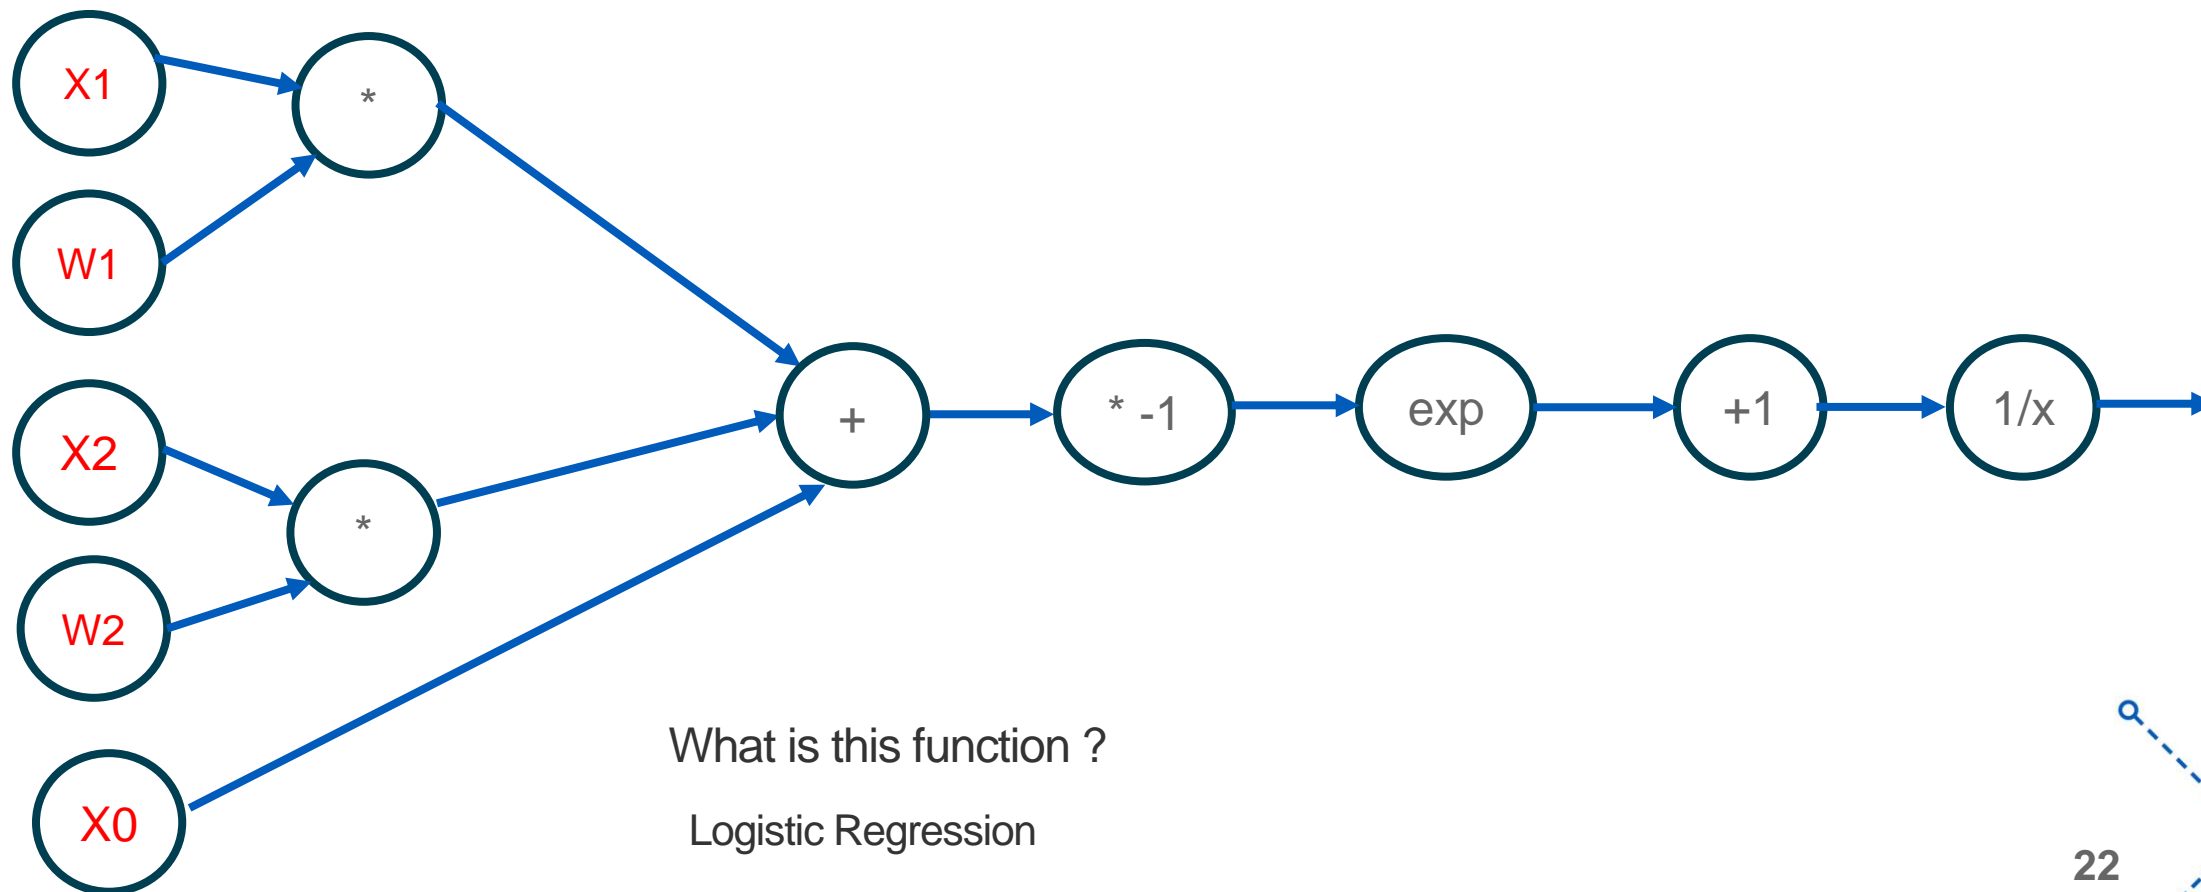 X1
*
W1
X2
*
W2
X0
+
* -1
exp
+1
1/x
What is this function ?
Logistic Regression
22